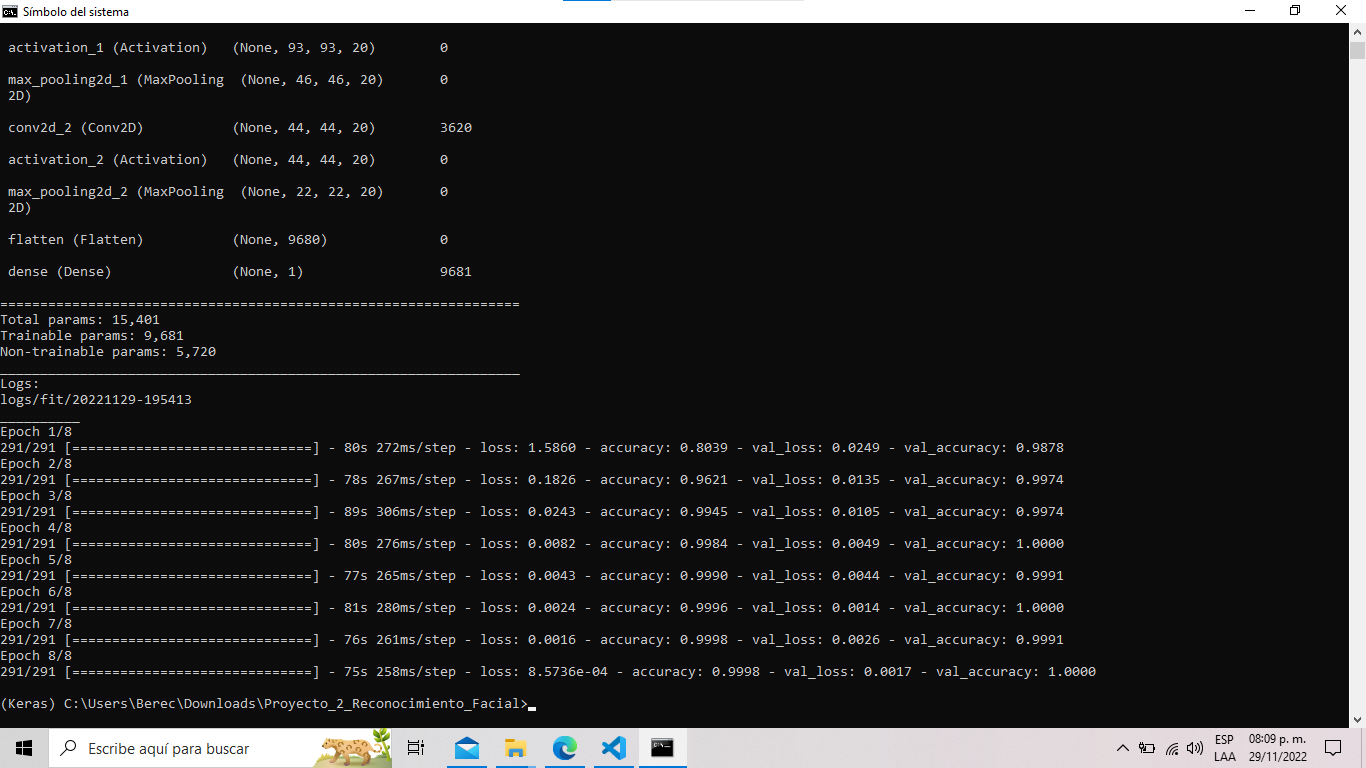 Símbolo del sistema
activation_1 (Activation) (None, 93, 93, 20) 0
max_pooling2d_1 (MaxPooling (None, 46, 46, 20) 0
2D)
conv2d_2 (Conv2D) (None, 44, 44, 20) 3620
activation_2 (Activation) (None, 44, 44, 20) 0
max_pooling2d_2 (MaxPooling (None, 22, 22, 20) 0
2D)
flatten (Flatten) (None, 9680) 0
dense (Dense) (None, 1) 9681
=================================================================
Total params: 15,401
Trainable params: 9,681
Non-trainable params: 5,720
_________________________________________________________________
Logs:
logs/fit/20221129-195413
__________
Epoch 1/8
291/291 [==============================] - 80s 272ms/step - loss: 1.5860 - accuracy: 0.8039 - val_loss: 0.0249 - val_accuracy: 0.9878
Epoch 2/8
291/291 [==============================] - 78s 267ms/step - loss: 0.1826 - accuracy: 0.9621 - val_loss: 0.0135 - val_accuracy: 0.9974
Epoch 3/8
291/291 [==============================] - 89s 306ms/step - loss: 0.0243 - accuracy: 0.9945 - val_loss: 0.0105 - val_accuracy: 0.9974
Epoch 4/8
291/291 [==============================] - 80s 276ms/step - loss: 0.0082 - accuracy: 0.9984 - val_loss: 0.0049 - val_accuracy: 1.0000
Epoch 5/8
291/291 [==============================] - 77s 265ms/step - loss: 0.0043 - accuracy: 0.9990 - val_loss: 0.0044 - val_accuracy: 0.9991
Epoch 6/8
291/291 [==============================] - 81s 280ms/step - loss: 0.0024 - accuracy: 0.9996 - val_loss: 0.0014 - val_accuracy: 1.0000
Epoch 7/8
291/291 [==============================] - 76s 261ms/step - loss: 0.0016 - accuracy: 0.9998 - val_loss: 0.0026 - val_accuracy: 0.9991
Epoch 8/8
291/291 [==============================] - 75s 258ms/step - loss: 8.5736e-04 - accuracy: 0.9998 - val_loss: 0.0017 - val_accuracy: 1.0000
(Keras) C:\Users\Berec\Downloads\Proyecto_2_Reconocimiento_Facial>
Escribe aquí para buscar
ESP 08:09 p. m.
LAA 29/11/2022